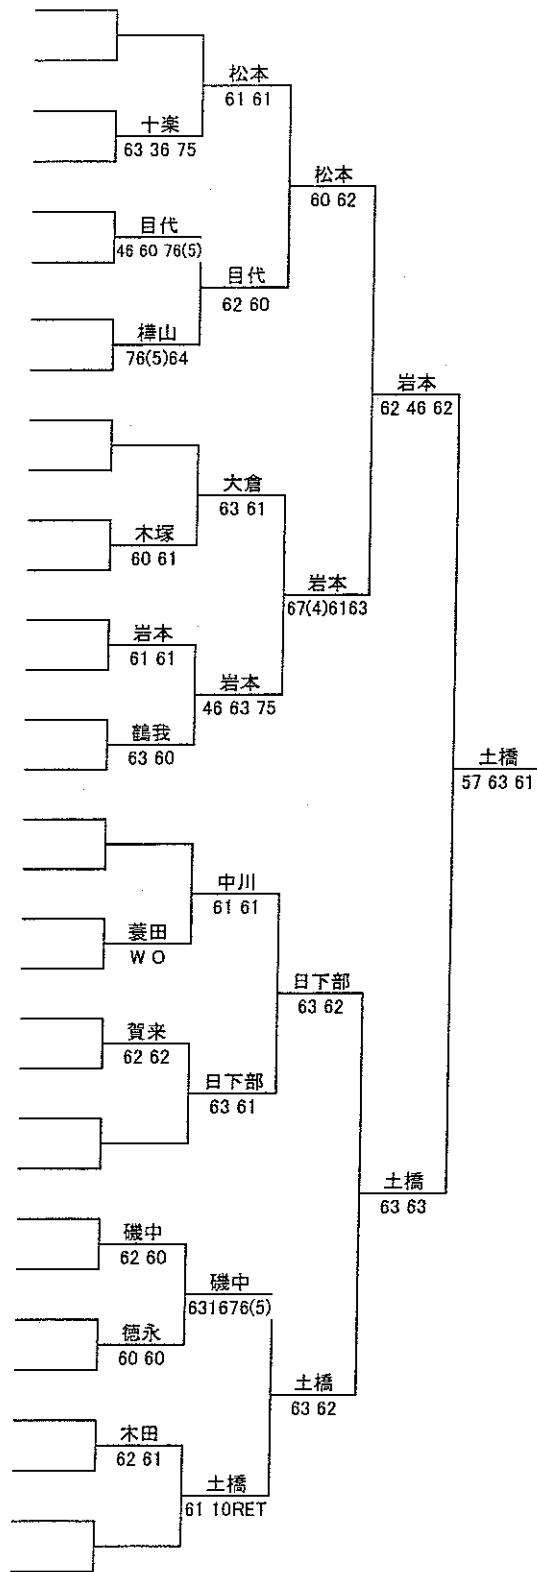 松本
61 61
十楽
63 36 75
松本
60 62
目代
46 60 76(5)
目代
62 60
樺山
76(5)64
岩本
62 46 62
大倉
63 61
木塚
60 61
岩本
67(4)6163
岩本
61 61
岩本
46 63 75
鶴我
63 60
土橋
57 63 61
中川
61 61
蓑田
W O
日下部
63 62
賀来
62 62
日下部
63 61
土橋
63 63
磯中
62 60
磯中
631676(5)
徳永
60 60
土橋
63 62
木田
62 61
土橋
61 10RET